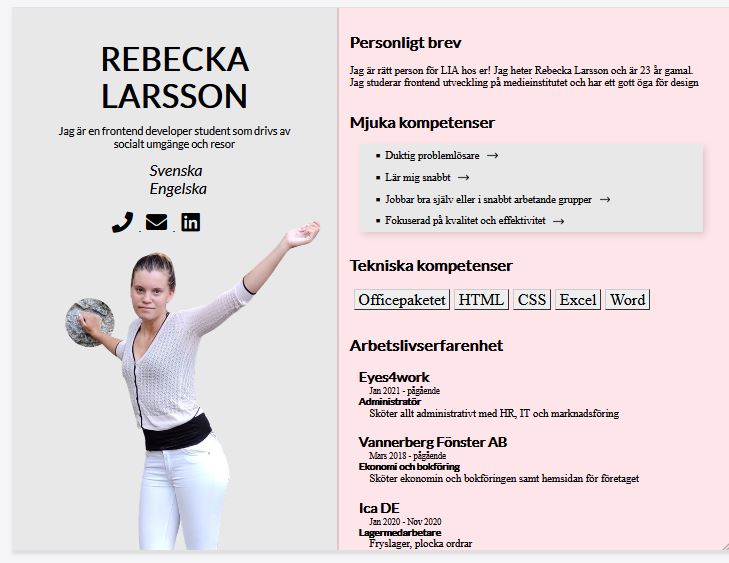 REBECKA
LARSSON
Jag är en frontend developer student som drivs av
socialt umgänge och resor
Svenska
Engelska
Personligt brev
Jag är rätt person för LIA hos er! Jag heter Rebecka Larsson och är 23 år gamal.
Jag studerar frontend utveckling på medieinstitutet och har ett gott öga för design
Mjuka kompetenser
▪ Duktig problemlösare →
▪ Lär mig snabbt →
▪ Jobbar bra själv eller i snabbt arbetande grupper →
▪ Fokuserad på kvalitet och effektivitet →
Tekniska kompetenser
Officepaketet HTML CSS Excel Word
Arbetslivserfarenhet
Eyes4work
Jan 2021 - pågående
Administratör
Sköter allt administrativt med HR, IT och marknadsföring
Vannerberg Fönster AB
Mars 2018 - pågående
Ekonomi och bokföring
Sköter ekonomin och bokföringen samt hemsidan för företaget
Ica DE
Jan 2020 - Nov 2020
Lagermedarbetare
Fryslager, plocka ordrar